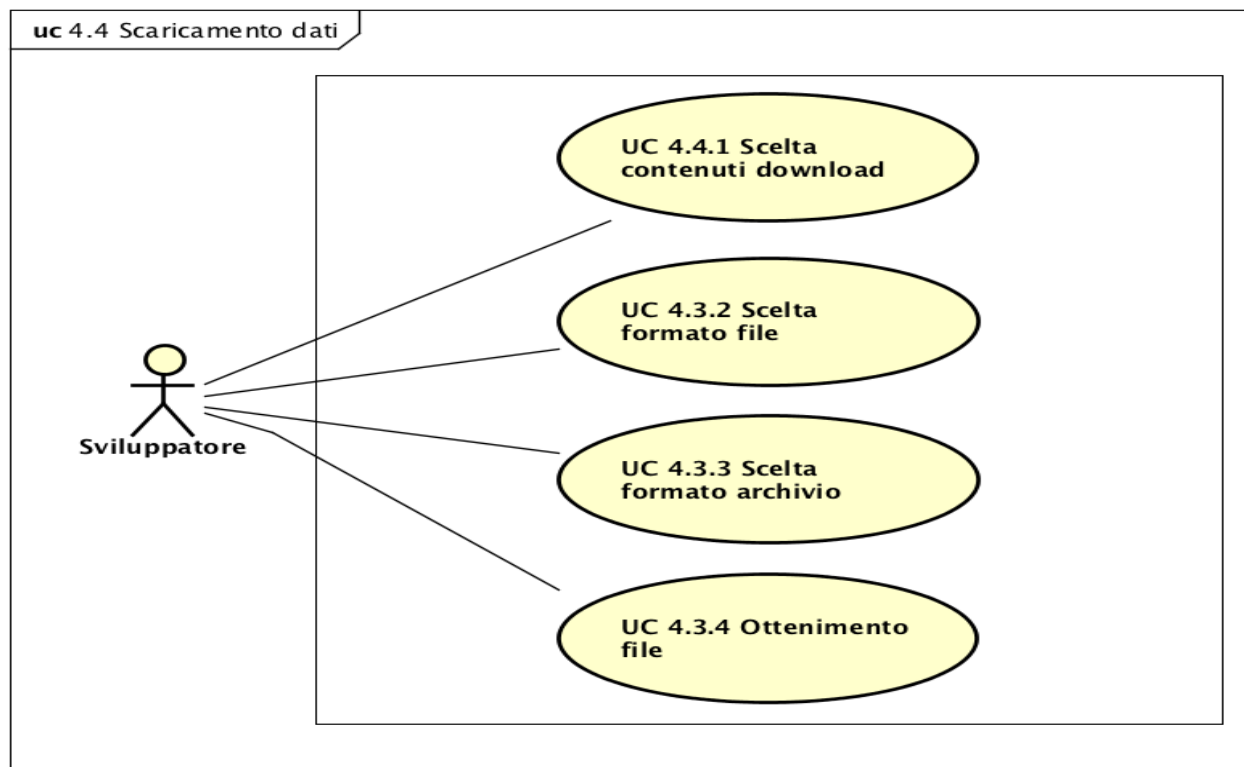 uc 4.4 Scaricamento dati
UC 4.4.1 Scelta
contenuti download
UC 4.3.2 Scelta
formato file
Sviluppatore
UC 4.3.3 Scelta
formato archivio
UC 4.3.4 Ottenimento
file